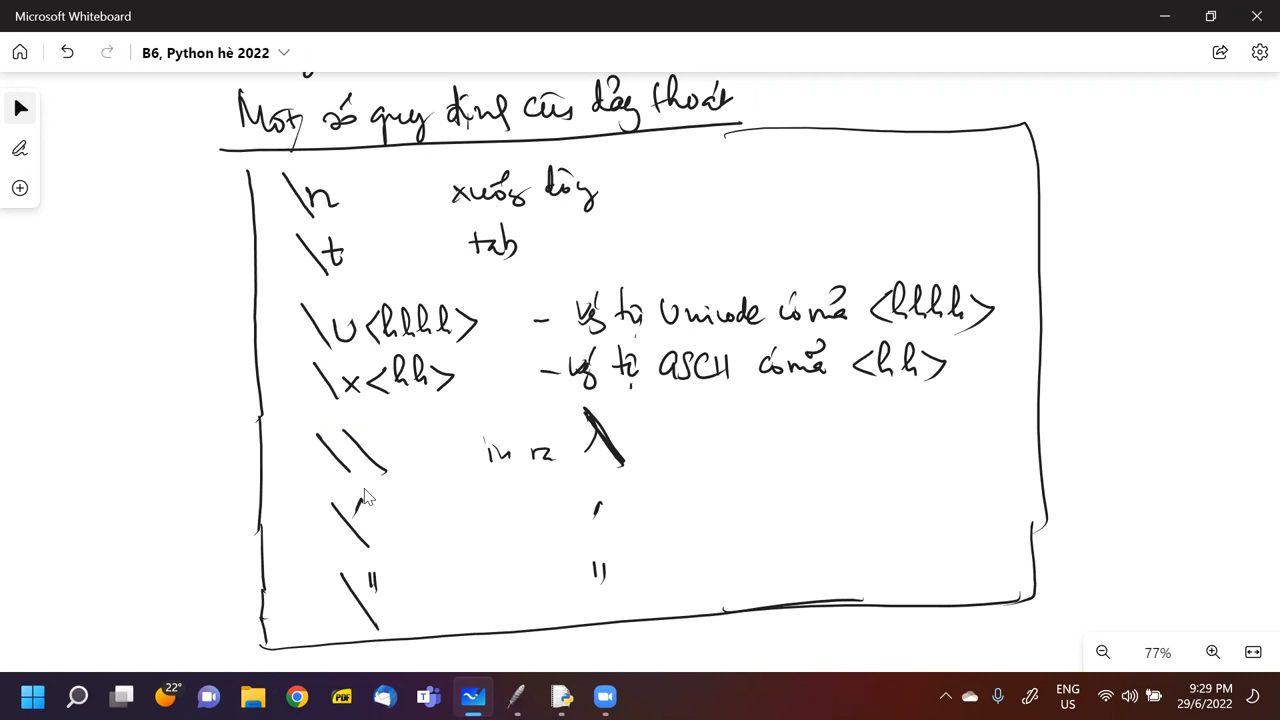 Microsoft Whiteboard
B6, Python hè 2022
Một số quy định của dãy thoát
\n xuống dòng
\t tab
\u<hhhh> - ký tự Unicode có mã <hhhh>
\x<hh> - ký tự ASCII có mã <hh>
\\ in ra \
\' '
\" "
77%
22°
PDF
ENG
US
9:29 PM
29/6/2022